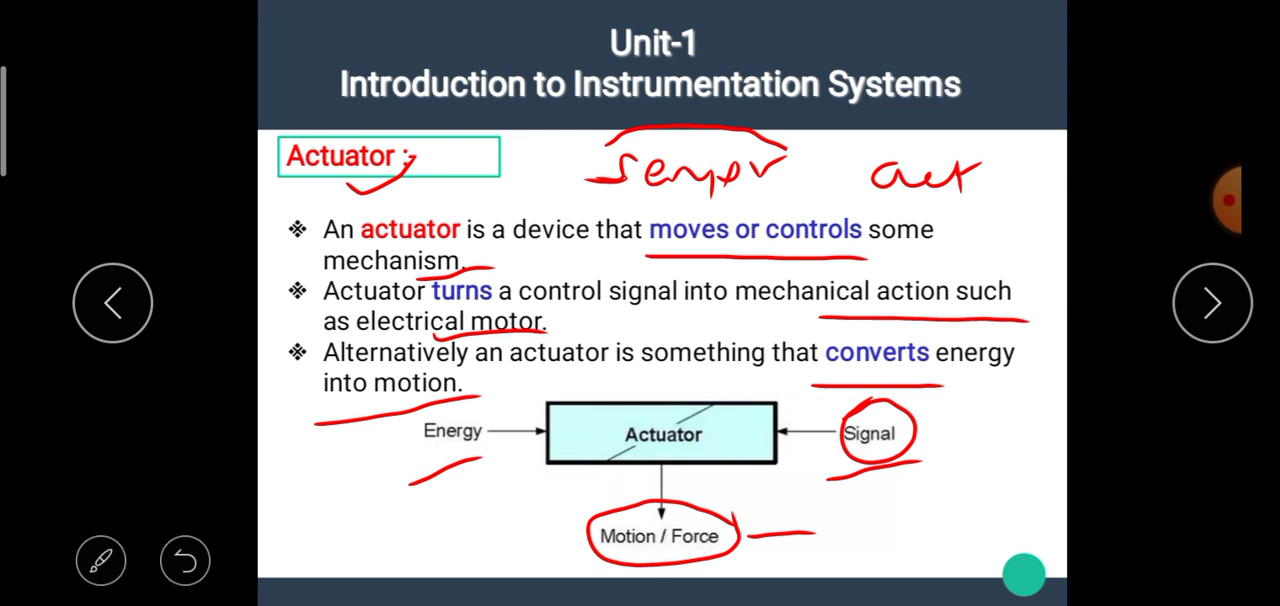 Unit-1
Introduction to Instrumentation Systems
Actuator :-
sensor act
❖ An actuator is a device that moves or controls some
mechanism.
❖ Actuator turns a control signal into mechanical action such
as electrical motor.
❖ Alternatively an actuator is something that converts energy
into motion.
Energy Actuator Signal
Motion / Force